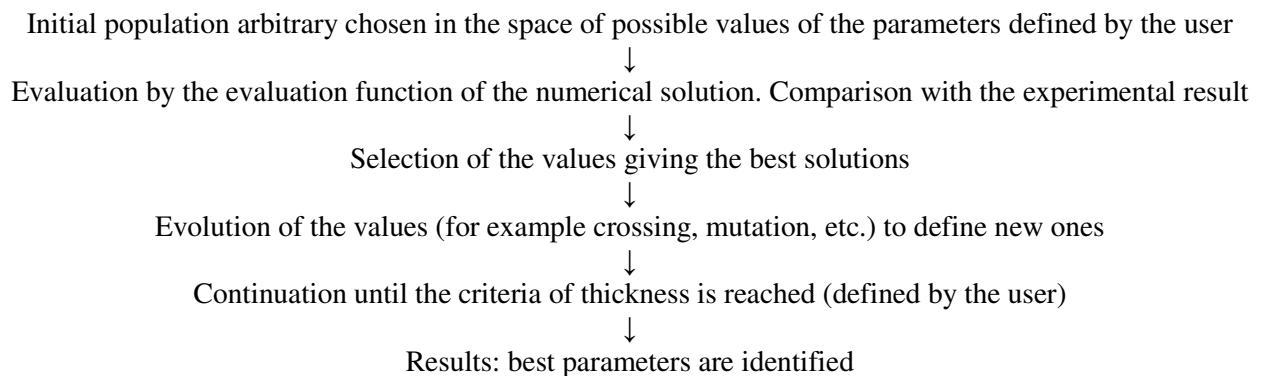 Initial population arbitrary chosen in the space of possible values of the parameters defined by the user
↓
Evaluation by the evaluation function of the numerical solution. Comparison with the experimental result
↓
Selection of the values giving the best solutions
↓
Evolution of the values (for example crossing, mutation, etc.) to define new ones
↓
Continuation until the criteria of thickness is reached (defined by the user)
↓
Results: best parameters are identified